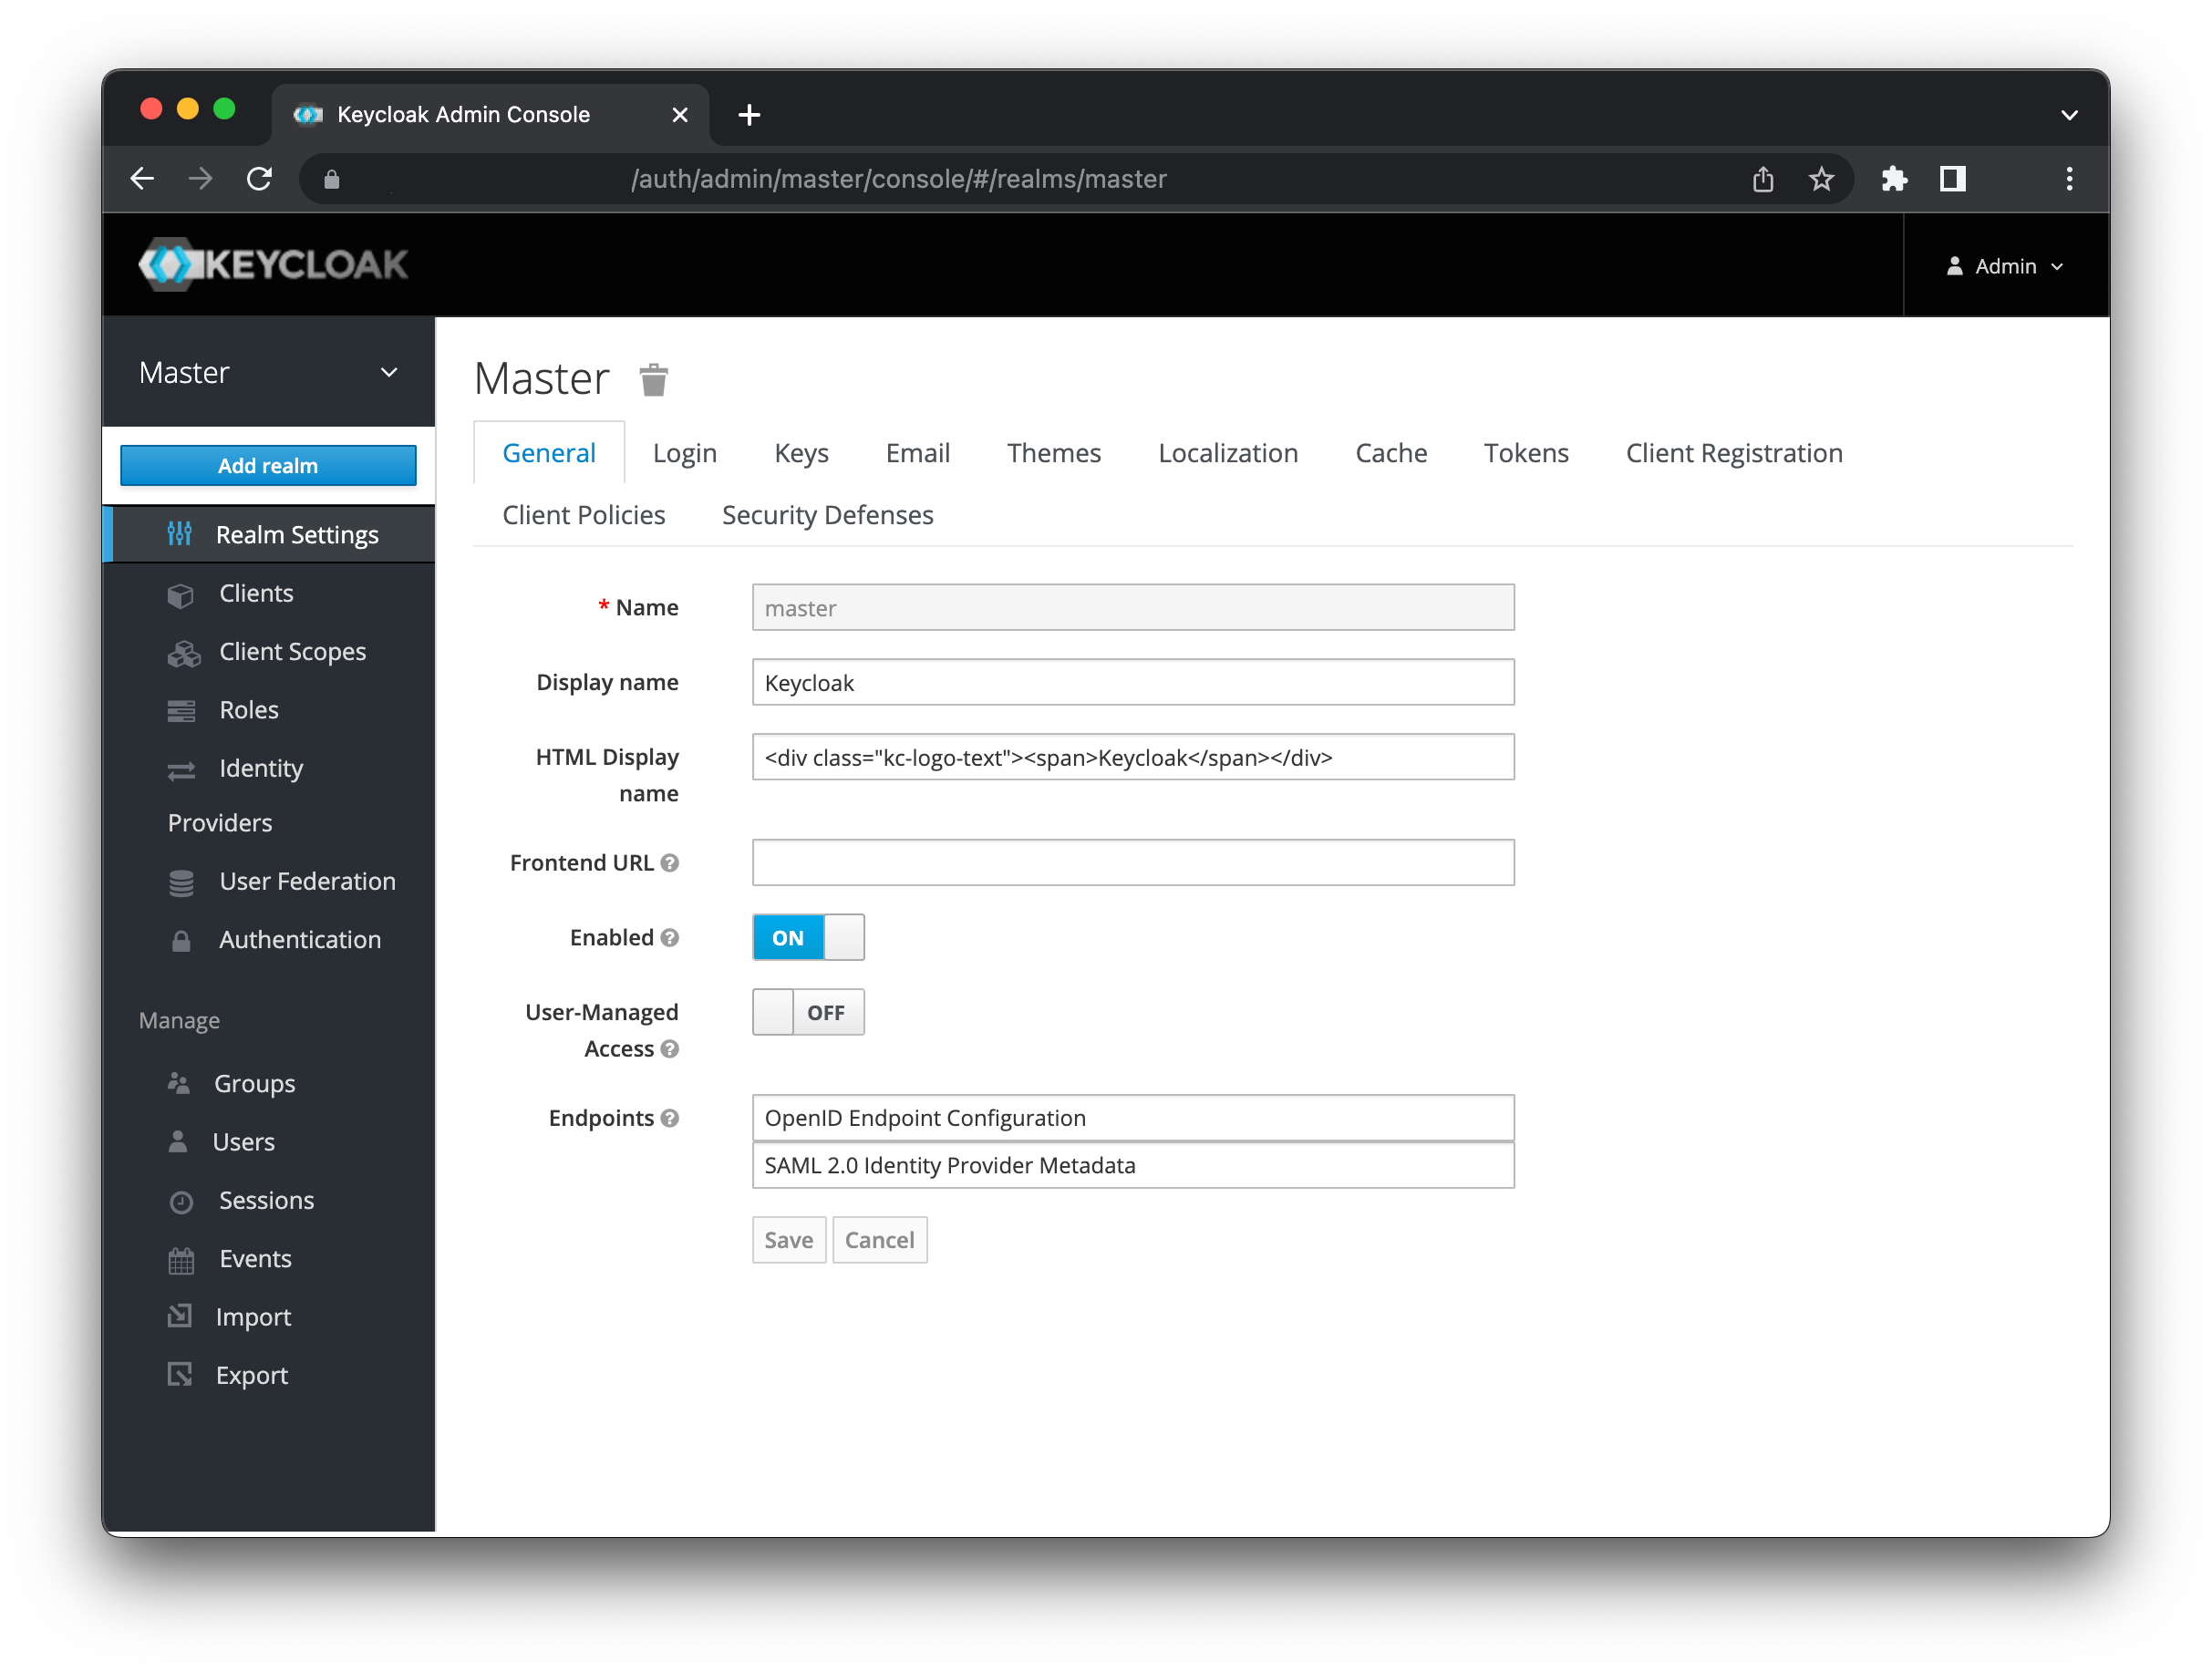 Keycloak Admin Console
/auth/admin/master/console/#/realms/master
KEYCLOAK
Admin
Master
Add realm
Realm Settings
Clients
Client Scopes
Roles
Identity
Providers
User Federation
Authentication
Manage
Groups
Users
Sessions
Events
Import
Export
Master
General Login Keys Email Themes Localization Cache Tokens Client Registration
Client Policies Security Defenses
* Name master
Display name Keycloak
HTML Display name <div class="kc-logo-text"><span>Keycloak</span></div>
Frontend URL
Enabled ON
User-Managed
Access OFF
Endpoints OpenID Endpoint Configuration
SAML 2.0 Identity Provider Metadata
Save Cancel